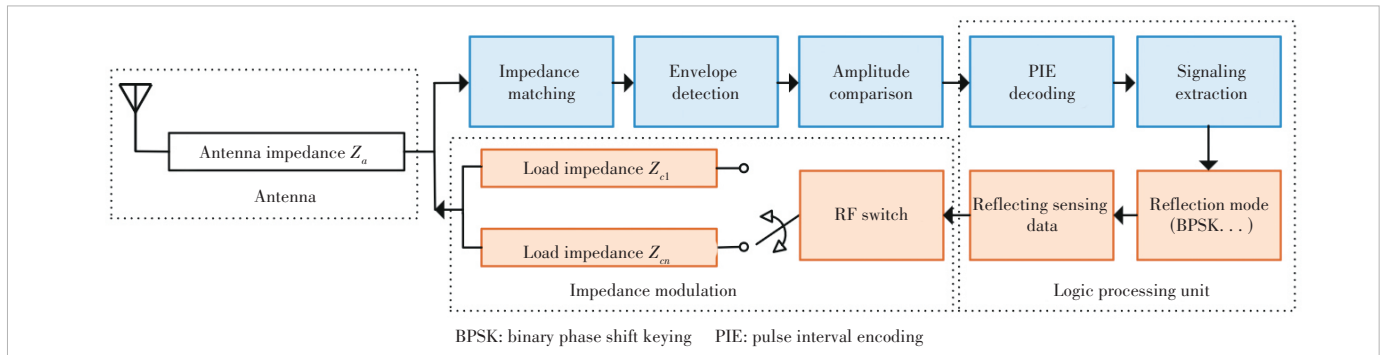 Impedance
matching
Envelope
detection
Amplitude
comparison
PIE
decoding
Signaling
extraction
Antenna impedance Za
Antenna
Load impedance Zc1
Load impedance Zcn
RF switch
Reflecting sensing
data
Reflection mode
(BPSK. . . )
Impedance modulation
Logic processing unit
BPSK: binary phase shift keying PIE: pulse interval encoding